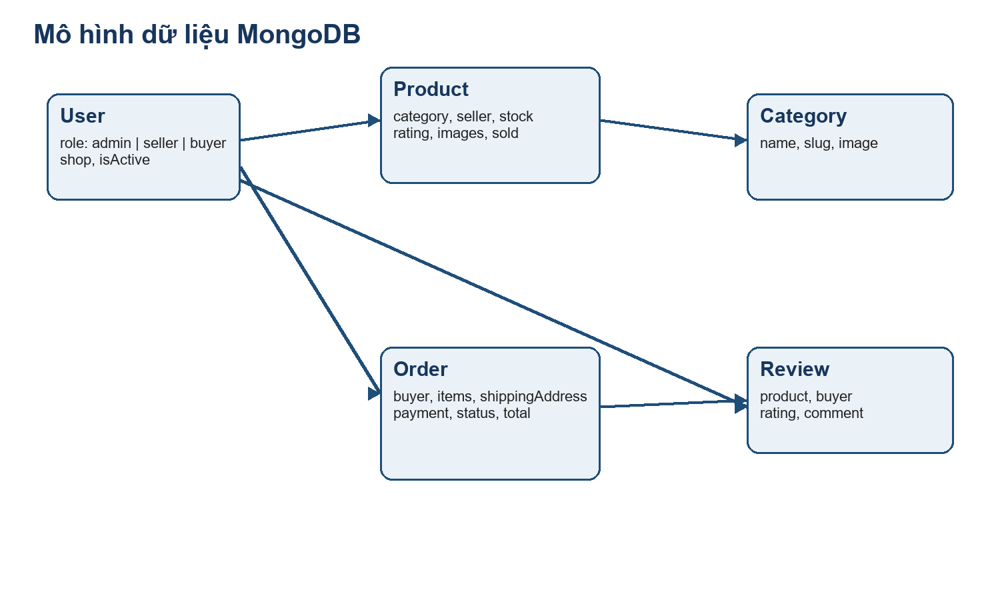 Mô hình dữ liệu MongoDB
User
role: admin | seller | buyer
shop, isActive
Product
category, seller, stock
rating, images, sold
Category
name, slug, image
Order
buyer, items, shippingAddress
payment, status, total
Review
product, buyer
rating, comment